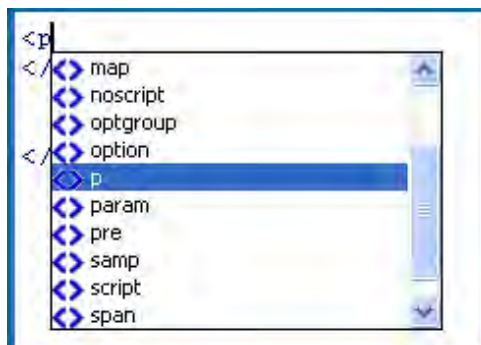 <p
</
map
noscript
optgroup
option
</
p
param
pre
samp
script
span